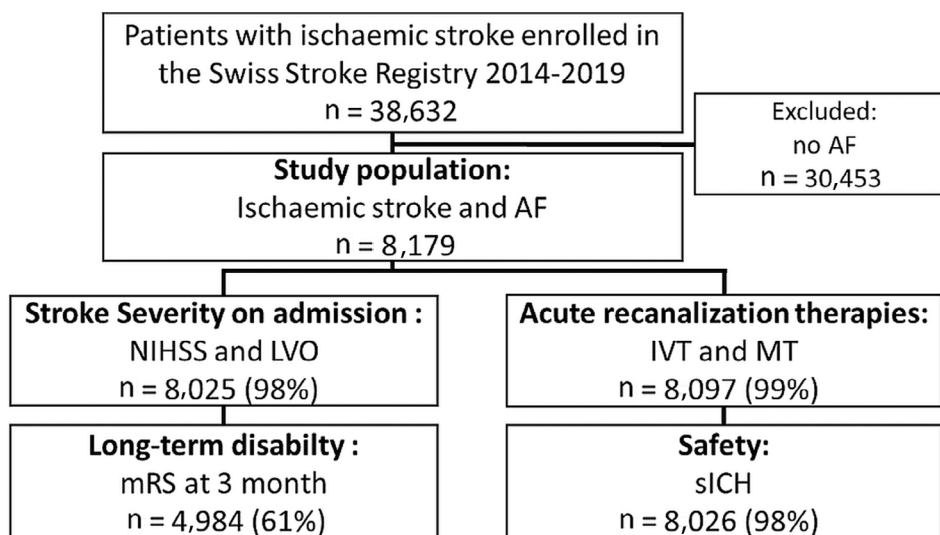 Patients with ischaemic stroke enrolled in
the Swiss Stroke Registry 2014-2019
n = 38,632
Excluded:
no AF
n = 30,453
Study population:
Ischaemic stroke and AF
n = 8,179
Stroke Severity on admission :
NIHSS and LVO
n = 8,025 (98%)
Acute recanalization therapies:
IVT and MT
n = 8,097 (99%)
Long-term disabilty :
mRS at 3 month
n = 4,984 (61%)
Safety:
sICH
n = 8,026 (98%)